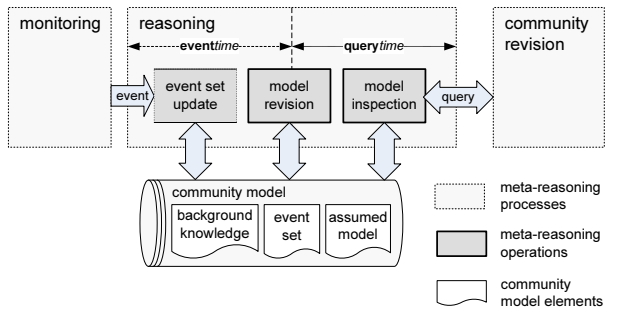 monitoring
reasoning
community
revision
eventtime
querytime
event
event set
update
model
revision
model
inspection
query
community model
background
knowledge
event
set
assumed
model
meta-reasoning
processes
meta-reasoning
operations
community
model elements